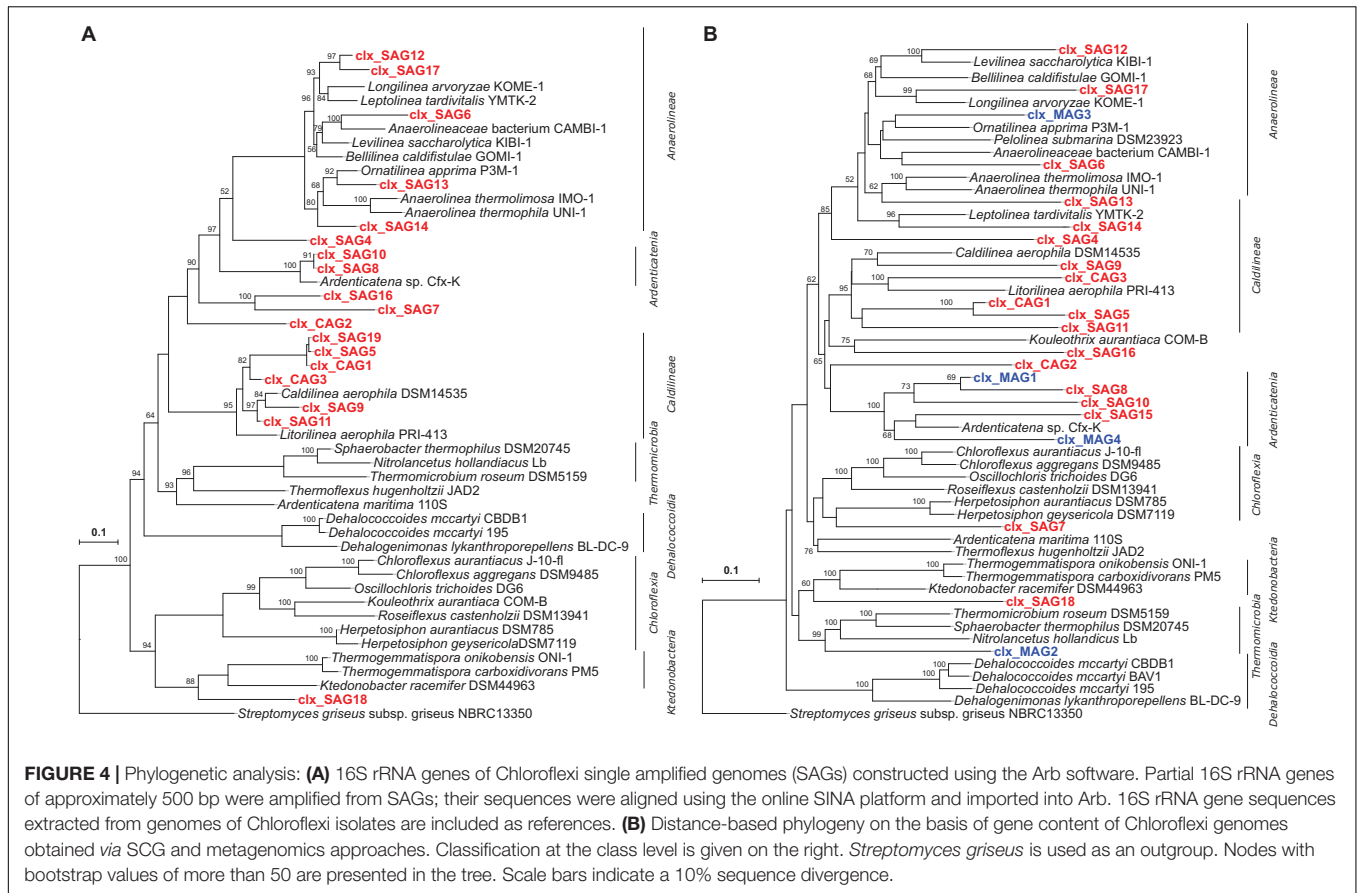 A
97
clx_SAG12
93
clx_SAG17
Longilinea arvoryzae KOME-1
96
84
Leptolinea tardivitalis YMTK-2
100
clx_SAG6
79
Anaerolineaceae bacterium CAMBI-1
Levilinea saccharolytica KIBI-1
56
Bellilinea caldifistulae GOMI-1
92
Ornatilinea apprima P3M-1
68
clx_SAG13
Anaerolinea thermolimosa IMO-1
100
80
Anaerolinea thermophila UNI-1
52
clx_SAG14
97
clx_SAG4
91
clx_SAG10
100
clx_SAG8
90
Ardenticatena sp. Cfx-K
100
clx_SAG16
clx_SAG7
clx_CAG2
clx_SAG19
82
clx_SAG5
clx_CAG1
clx_CAG3
84
Caldilinea aerophila DSM14535
95
97
clx_SAG9
clx_SAG11
64
Litorilinea aerophila PRI-413
100
Sphaerobacter thermophilus DSM20745
Nitrolancetus hollandiacus Lb
96
Thermomicrobium roseum DSM5159
94
93
Thermoflexus hugenholtzii JAD2
Ardenticatena maritima 110S
100
Dehalococcoides mccartyi CBDB1
0.1
Dehalococcoides mccartyi 195
Dehalogenimonas lykanthroporepellens BL-DC-9
100
100
Chloroflexus aurantiacus J-10-fl
Chloroflexus aggregans DSM9485
99
Oscillochris trichoides DG6
Kouleothrix aurantiaca COM-B
100
Roseiflexus castenholzii DSM13941
100
Herpetosiphon aurantiacus DSM785
94
Herpetosiphon geysericolaDSM7119
Thermogemmatispora onikobensis ONI-1
100
Thermogemmatispora carboxidivorans PM5
88
Ktedonobacter racemifer DSM44963
clx_SAG18
Streptomyces griseus subsp. griseus NBRC13350
Anaerolineae
Ardenticatenia
Caldilineae
Thermomicrobia
Dehalococcoidia
Chloroflexia
Ktedonobacteria
B
100
clx_SAG12
69
Levilinea saccharolytica KIBI-1
68
Bellilinea caldifistulae GOMI-1
99
clx_SAG17
Longilinea arvoryzae KOME-1
clx_MAG3
Ornatilinea apprima P3M-1
Pelolinea submarina DSM23923
Anaerolineaceae bacterium CAMBI-1
clx_SAG6
52
100
Anaerolinea thermolimosa IMO-1
62
Anaerolinea thermophila UNI-1
clx_SAG13
85
96
Leptolinea tardivitalis YMTK-2
clx_SAG14
clx_SAG4
70
Caldilinea aerophila DSM14535
clx_SAG9
62
100
clx_CAG3
95
Litorilinea aerophila PRI-413
100
clx_CAG1
clx_SAG5
clx_SAG11
75
Kouleothrix aurantiaca COM-B
clx_SAG16
65
clx_CAG2
69
clx_MAG1
73
clx_SAG8
clx_SAG10
100
clx_SAG15
Ardenticatena sp. Cfx-K
68
clx_MAG4
100
Chloroflexus aurantiacus J-10-fl
100
Chloroflexus aggregans DSM9485
100
Oscillochris trichoides DG6
Roseiflexus castenholzii DSM13941
100
Herpetosiphon aurantiacus DSM785
Herpetosiphon geysericola DSM7119
clx_SAG7
Ardenticatena maritima 110S
76
Thermoflexus hugenholtzii JAD2
100
Thermogemmatispora onikobensis ONI-1
0.1
100
Thermogemmatispora carboxidivorans PM5
60
Ktedonobacter racemifer DSM44963
clx_SAG18
100
Thermomicrobium roseum DSM5159
100
Sphaerobacter thermophilus DSM20745
99
Nitrolancetus hollandicus Lb
clx_MAG2
100
Dehalococcoides mccartyi CBDB1
100
Dehalococcoides mccartyi BAV1
100
Dehalococcoides mccartyi 195
Dehalogenimonas lykanthroporepellens BL-DC-9
Streptomyces griseus subsp. griseus NBRC13350
Anaerolineae
Caldilineae
Ardenticatenia
Chloroflexia
Ktedonobacteria
Thermomicrobia
Dehalococcoidia
FIGURE 4 | Phylogenetic analysis: (A) 16S rRNA genes of Chloroflexi single amplified genomes (SAGs) constructed using the Arb software. Partial 16S rRNA genes
of approximately 500 bp were amplified from SAGs; their sequences were aligned using the online SINA platform and imported into Arb. 16S rRNA gene sequences
extracted from genomes of Chloroflexi isolates are included as references. (B) Distance-based phylogeny on the basis of gene content of Chloroflexi genomes
obtained via SCG and metagenomics approaches. Classification at the class level is given on the right. Streptomyces griseus is used as an outgroup. Nodes with
bootstrap values of more than 50 are presented in the tree. Scale bars indicate a 10% sequence divergence.